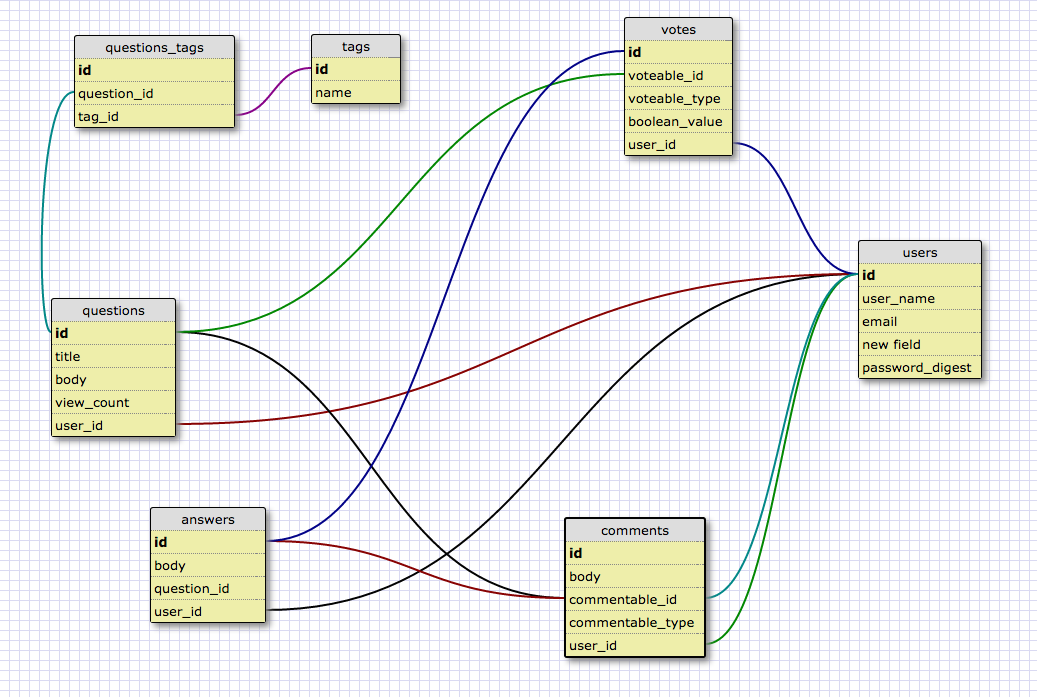 questions_tags
id
question_id
tag_id
tags
id
name
votes
id
voteable_id
voteable_type
boolean_value
user_id
users
id
user_name
email
new field
password_digest
questions
id
title
body
view_count
user_id
answers
id
body
question_id
user_id
comments
id
body
commentable_id
commentable_type
user_id